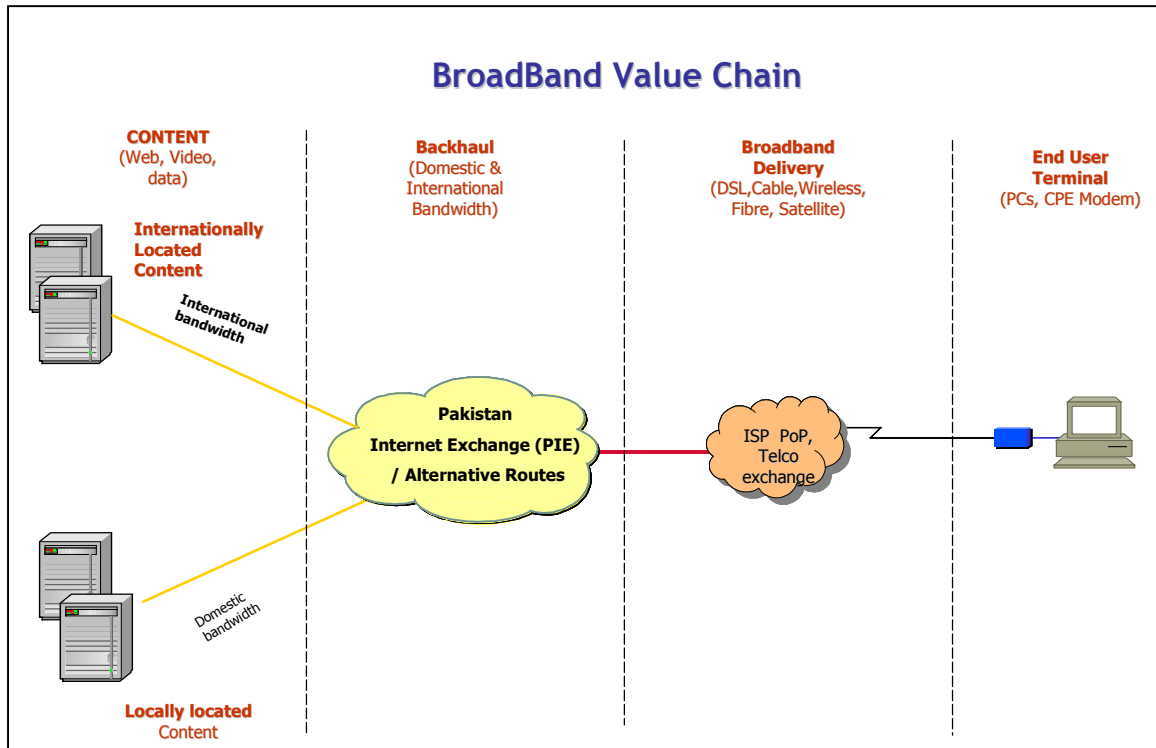 BroadBand Value Chain
CONTENT
(Web, Video,
data)
Backhaul
(Domestic &
International
Bandwidth)
Broadband
Delivery
(DSL,Cable,Wireless,
Fibre, Satellite)
End User
Terminal
(PCs, CPE Modem)
Internationally
Located
Content
International
bandwidth
Pakistan
Internet Exchange (PIE)
/ Alternative Routes
ISP PoP,
Telco
exchange
Domestic
bandwidth
Locally located
Content